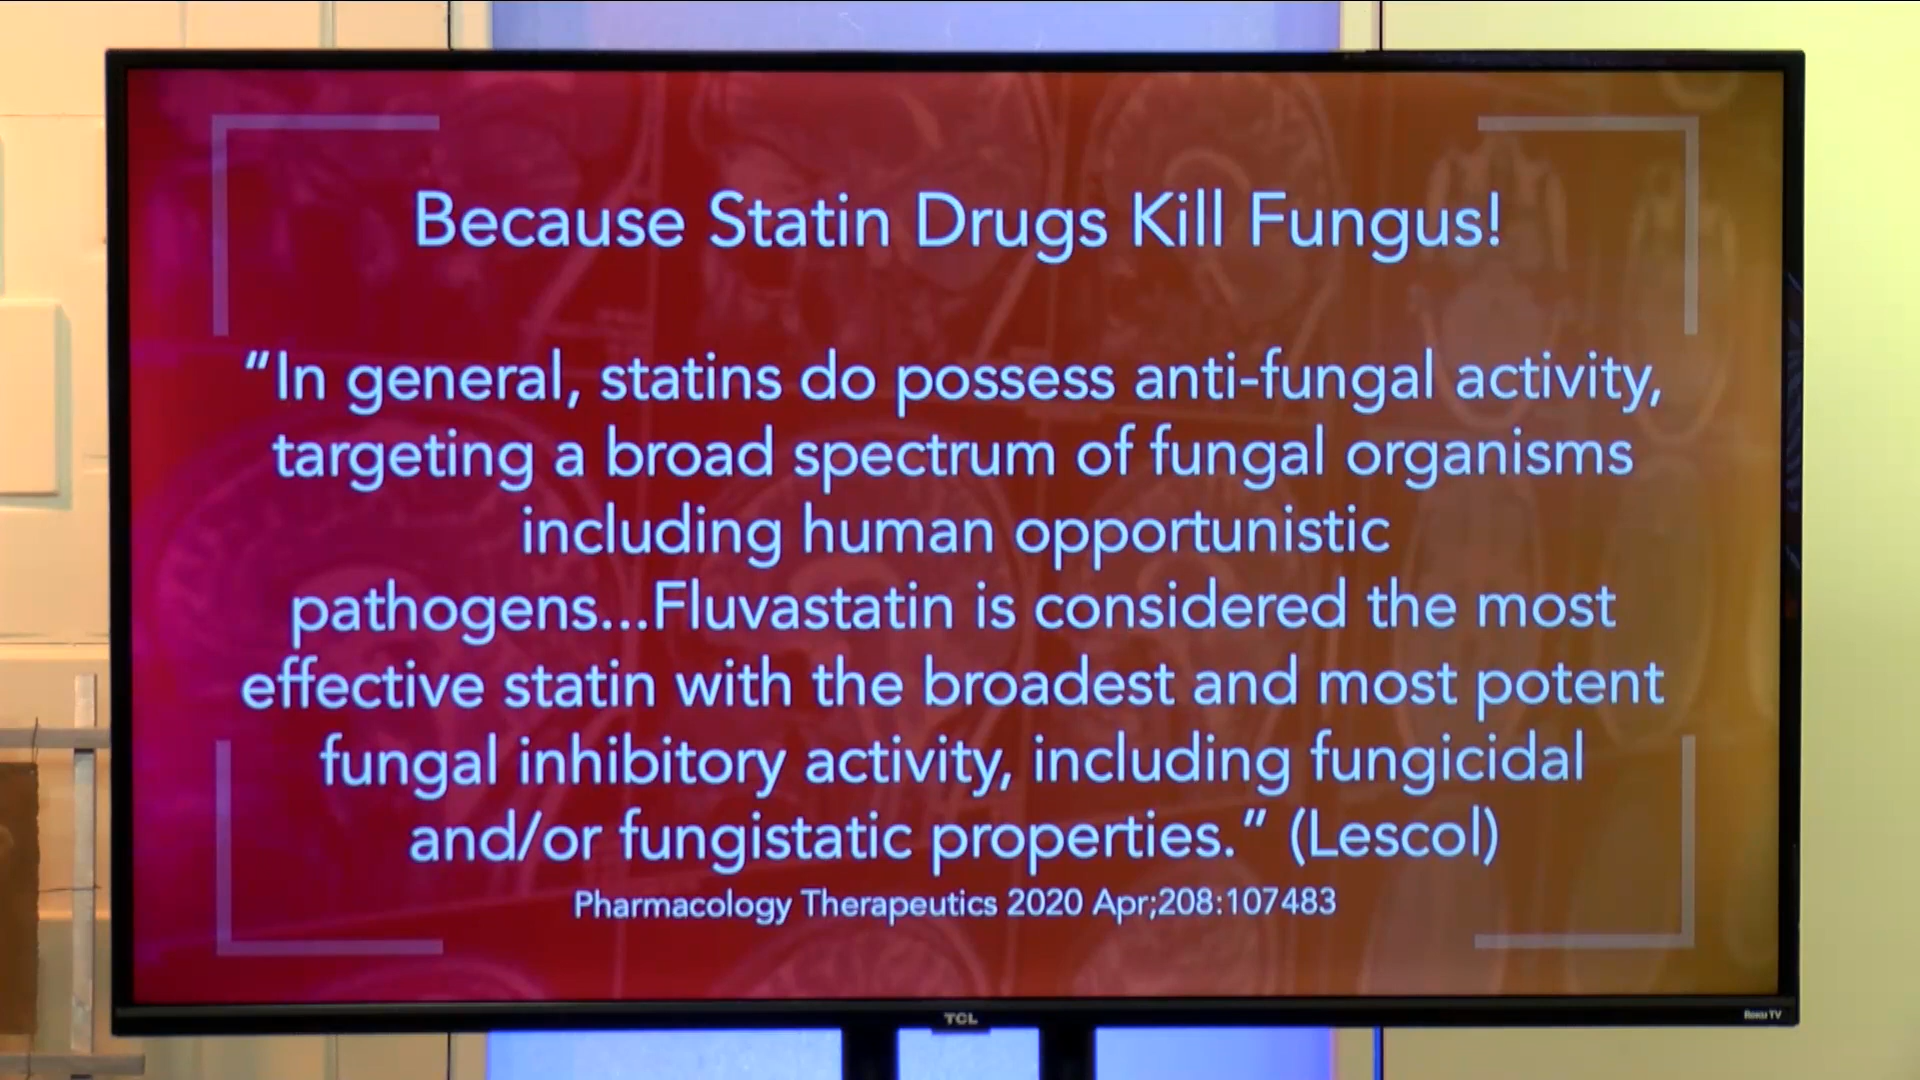 Because Statin Drugs Kill Fungus!
“In general, statins do possess anti-fungal activity,
targeting a broad spectrum of fungal organisms
including human opportunistic
pathogens...Fluvastatin is considered the most
effective statin with the broadest and most potent
fungal inhibitory activity, including fungicidal
and/or fungistatic properties.” (Lescol)
Pharmacology Therapeutics 2020 Apr;208:107483
TCL
Roku TV